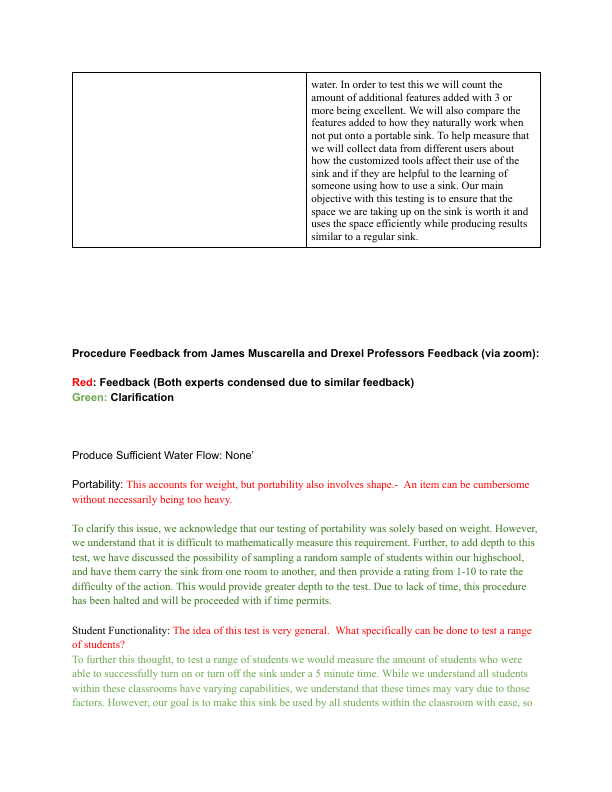 water. In order to test this we will count the
amount of additional features added with 3 or
more being excellent. We will also compare the
features added to how they naturally work when
not put onto a portable sink. To help measure that
we will collect data from different users about
how the customized tools affect their use of the
sink and if they are helpful to the learning of
someone using how to use a sink. Our main
objective with this testing is to ensure that the
space we are taking up on the sink is worth it and
uses the space efficiently while producing results
similar to a regular sink.
Procedure Feedback from James Muscarella and Drexel Professors Feedback (via zoom):
Red: Feedback (Both experts condensed due to similar feedback)
Green: Clarification
Produce Sufficient Water Flow: None’
Portability: This accounts for weight, but portability also involves shape.-  An item can be cumbersome
without necessarily being too heavy.
To clarify this issue, we acknowledge that our testing of portability was solely based on weight. However,
we understand that it is difficult to mathematically measure this requirement. Further, to add depth to this
test, we have discussed the possibility of sampling a random sample of students within our highschool,
and have them carry the sink from one room to another, and then provide a rating from 1-10 to rate the
difficulty of the action. This would provide greater depth to the test. Due to lack of time, this procedure
has been halted and will be proceeded with if time permits.
Student Functionality: The idea of this test is very general.  What specifically can be done to test a range
of students?
To further this thought, to test a range of students we would measure the amount of students who were
able to successfully turn on or turn off the sink under a 5 minute time. While we understand all students
within these classrooms have varying capabilities, we understand that these times may vary due to those
factors. However, our goal is to make this sink be used by all students within the classroom with ease, so